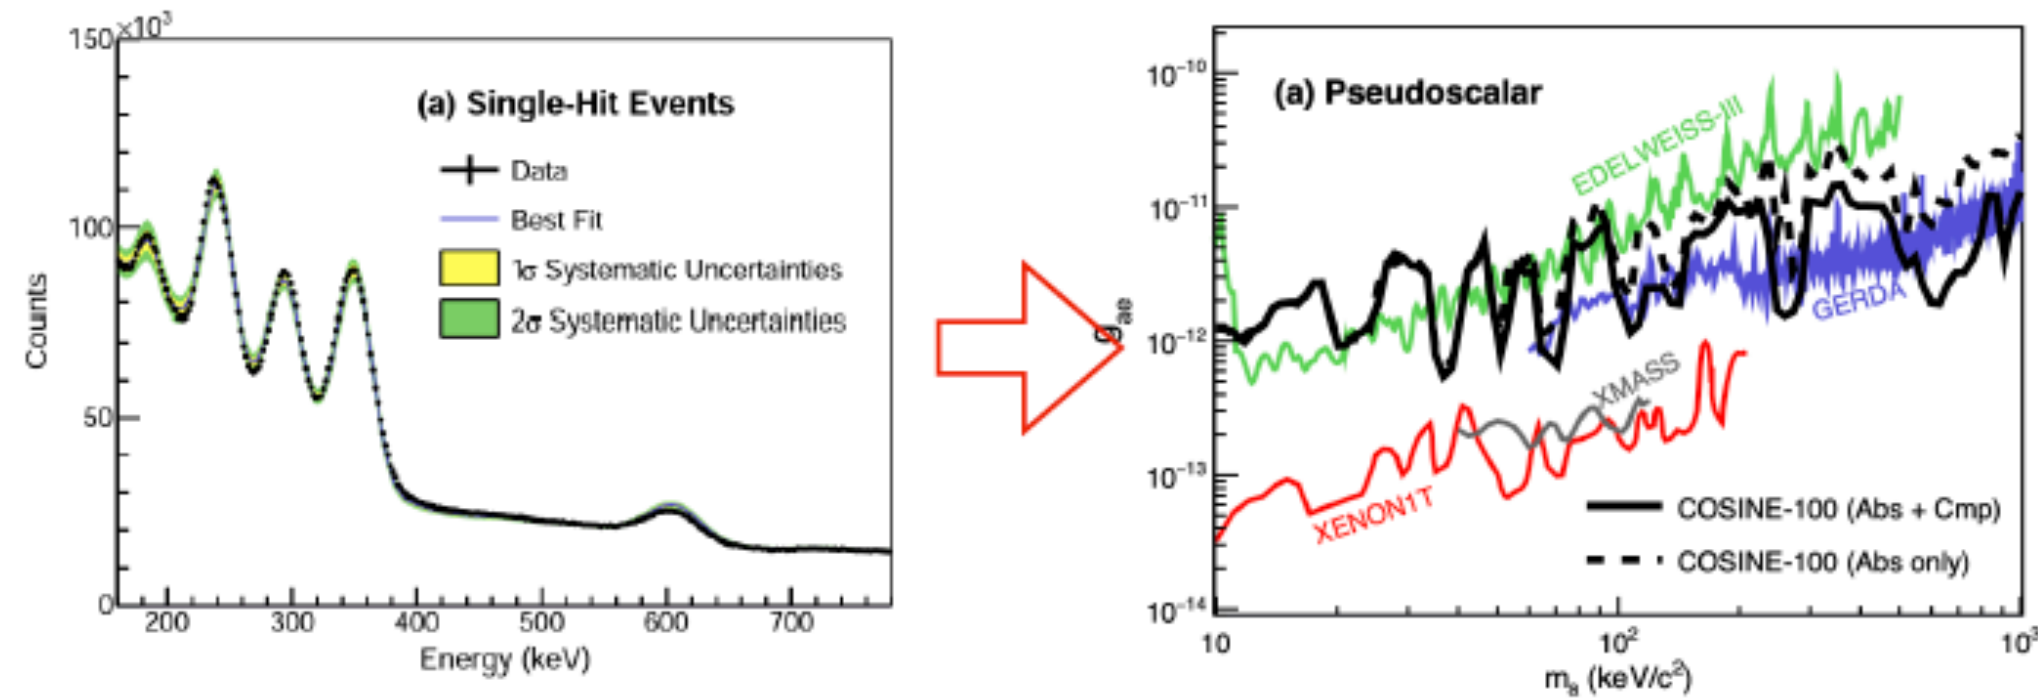 ×10³
150
100
50
0
Counts
(a) Single-Hit Events
Data
Best Fit
1σ Systematic Uncertainties
2σ Systematic Uncertainties
200 300 400 500 600 700
Energy (keV)
10⁻¹⁰
10⁻¹¹
10⁻¹²
10⁻¹³
10⁻¹⁴
gae
(a) Pseudoscalar
EDELWEISS-III
GERDA
XMASS
XENON1T
COSINE-100 (Abs + Cmp)
COSINE-100 (Abs only)
10 10² 10³
mₐ (keV/c²)